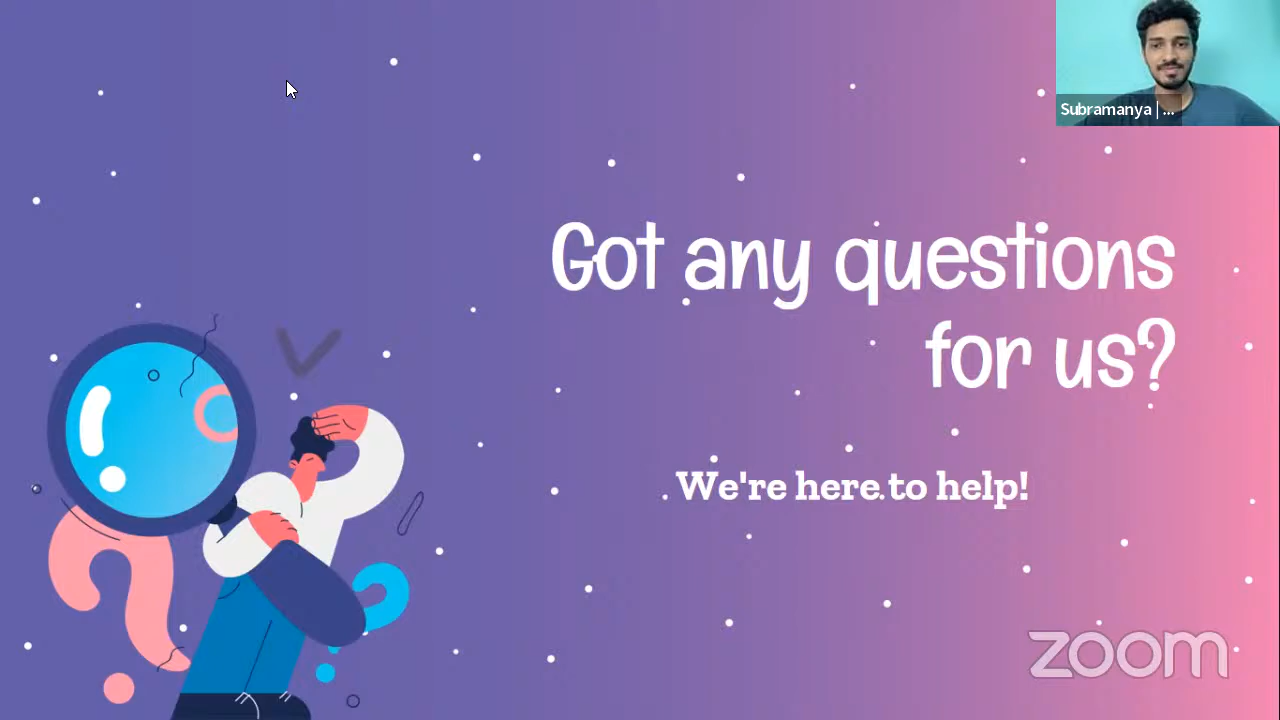 Subramanya | ...
Got any questions
for us?
We're here to help!
zoom